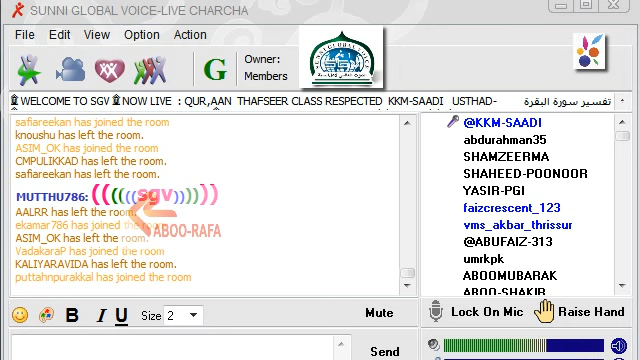 SUNNI GLOBAL VOICE-LIVE CHARCHA
File Edit View Option Action
G
Owner:
Members
WELCOME TO SGV NOW LIVE : QUR,AAN THAFSEER CLASS RESPECTED KKM-SAADI USTHAD- تفسير سورة البقرة
safiareekan has joined the room
knoushu has left the room.
ASIM_OK has joined the room
CMPULIKKAD has left the room.
safiareekan has left the room.
MUTTHU786: (((((((sgv)))))))
AALRR has left the room.
ekamar786 has joined the room
ABOO-RAFA
ASIM_OK has left the room.
VadakaraP has joined the room
KALIYARAVIDA has left the room.
puttahnpurakkal has joined the room
@KKM-SAADI
abdurahman35
SHAMZEERMA
SHAHEED-POONOOR
YASIR-PGI
faizcrescent_123
vms_akbar_thrissur
@ABUFAIZ-313
umrkpk
ABOOMUBARAK
ABOO-SHAKIR
B I U Size 2 Mute
Lock On Mic Raise Hand
Send